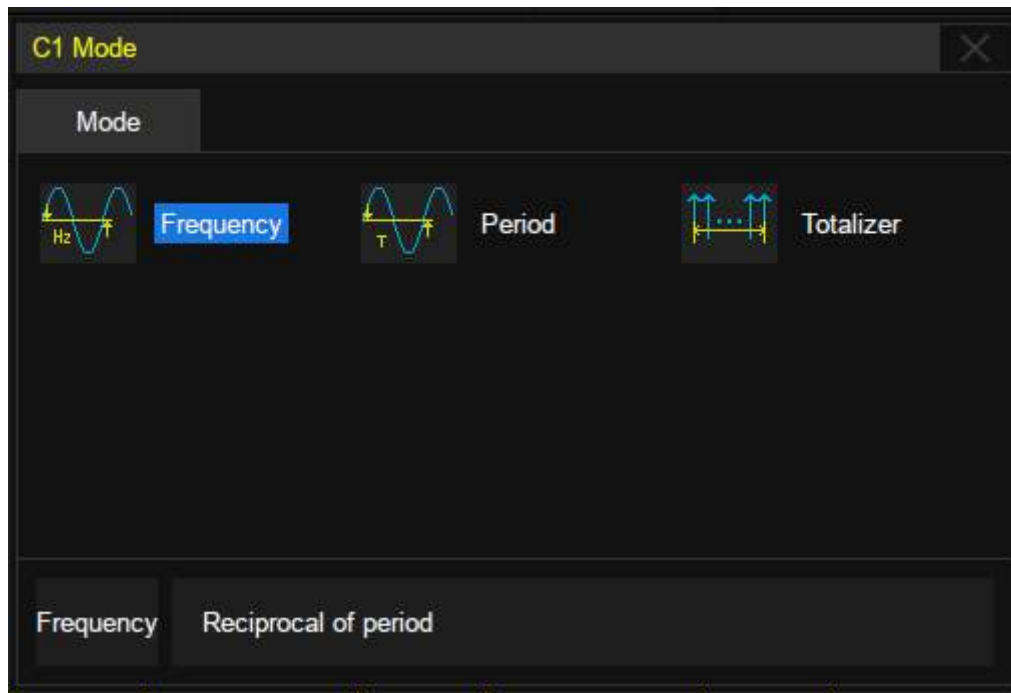 C1 Mode
Mode
Hz Frequency T Period Totalizer
Frequency Reciprocal of period